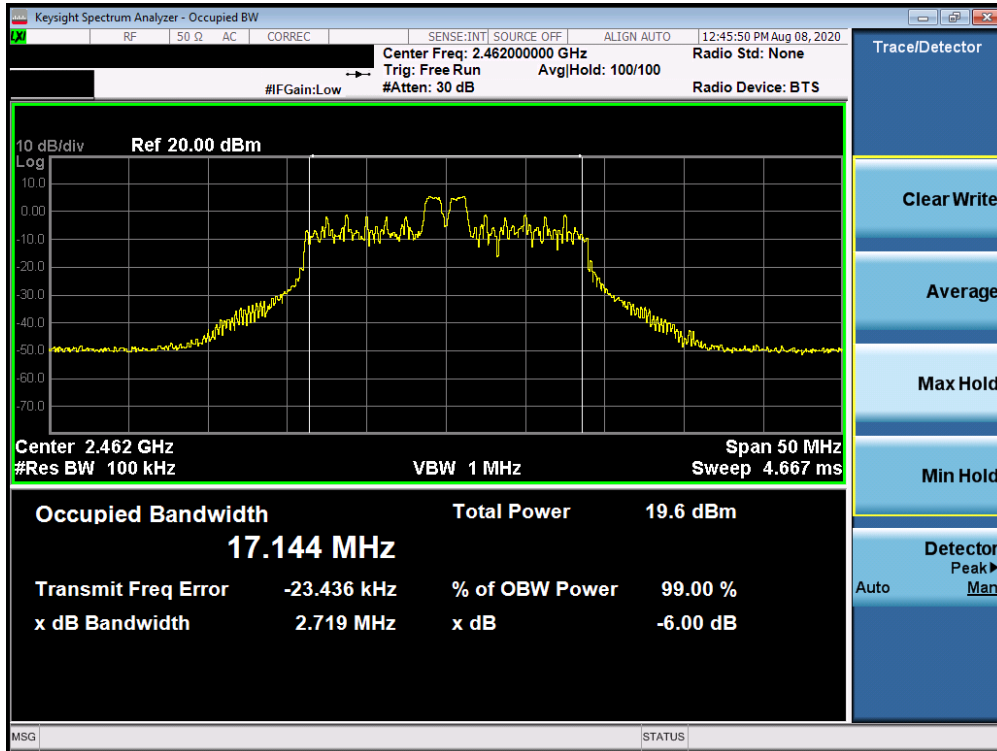 Keysight Spectrum Analyzer - Occupied BW
LXI RF 50 Ω AC CORREC SENSE:INT SOURCE OFF ALIGN AUTO 12:45:50 PM Aug 08, 2020
Center Freq: 2.462000000 GHz Radio Std: None
Trig: Free Run Avg|Hold: 100/100
#IFGain:Low #Atten: 30 dB Radio Device: BTS
10 dB/div Ref 20.00 dBm
Log
10.0
0.00
-10.0
-20.0
-30.0
-40.0
-50.0
-60.0
-70.0
Center 2.462 GHz Span 50 MHz
#Res BW 100 kHz VBW 1 MHz Sweep 4.667 ms
Occupied Bandwidth Total Power 19.6 dBm
17.144 MHz
Transmit Freq Error -23.436 kHz % of OBW Power 99.00 %
x dB Bandwidth 2.719 MHz x dB -6.00 dB
MSG STATUS
Trace/Detector
Clear Write
Average
Max Hold
Min Hold
Detector
Peak▶
Auto Man